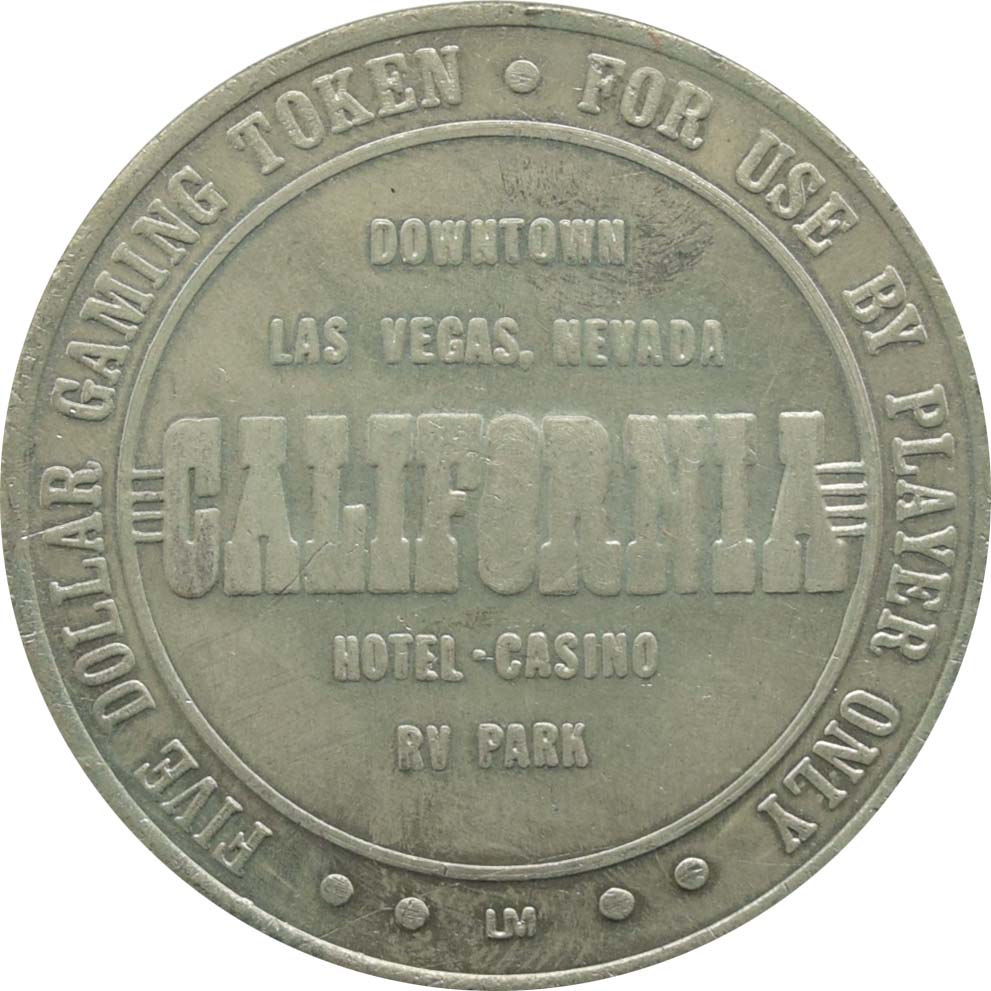 FIVE DOLLAR GAMING TOKEN • FOR USE BY PLAYER ONLY
DOWNTOWN
LAS VEGAS, NEVADA
CALIFORNIA
HOTEL-CASINO
RV PARK
• • LM • •